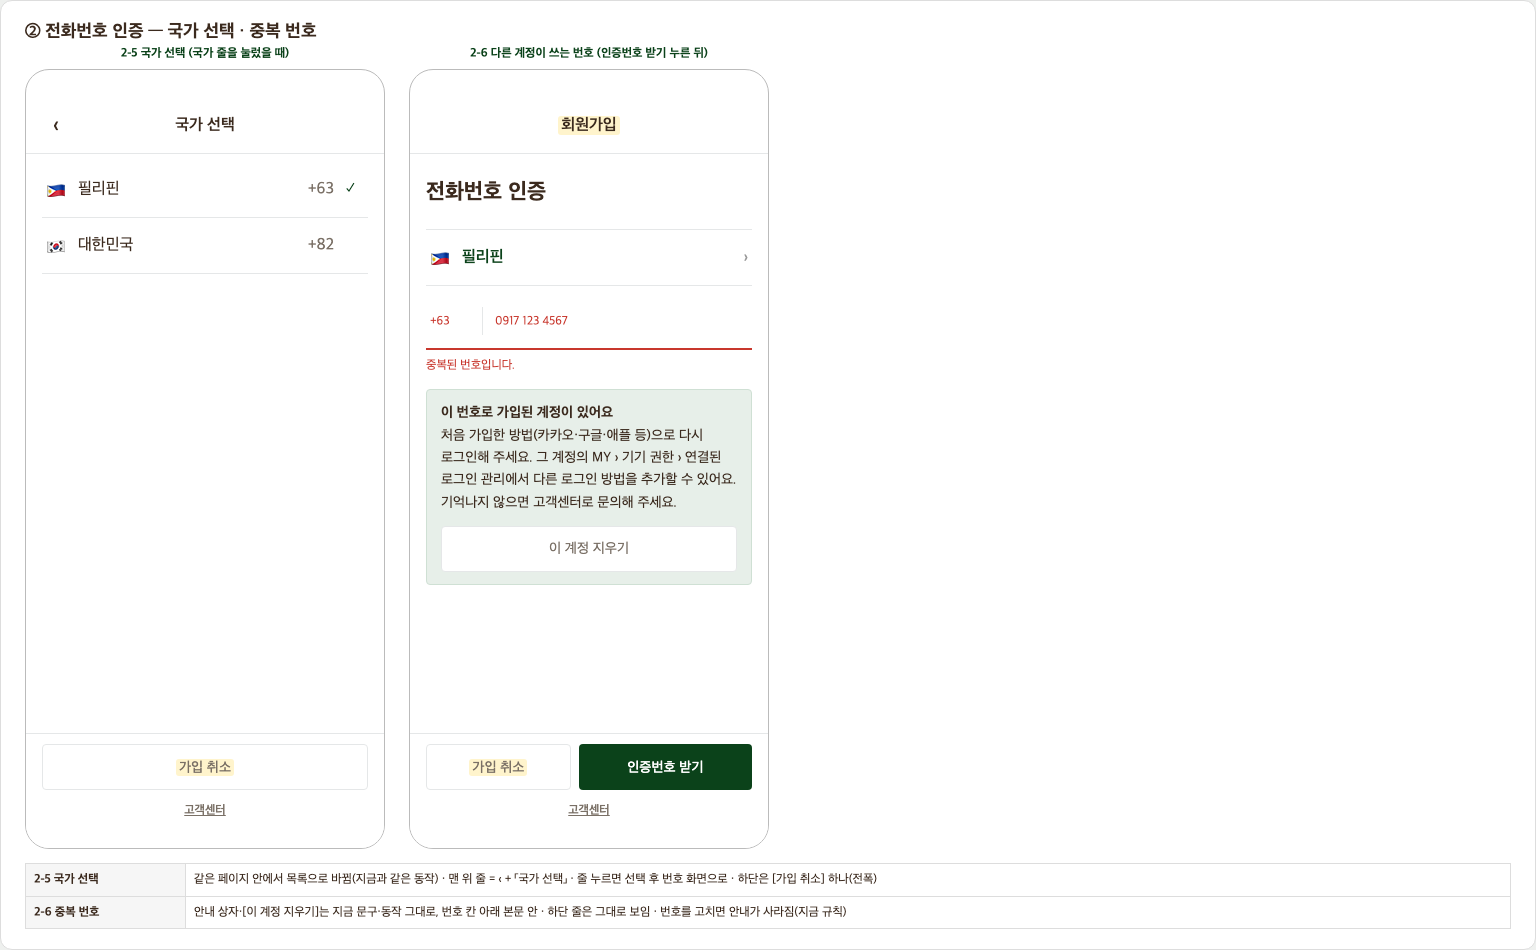 ② 전화번호 인증 — 국가 선택 · 중복 번호
2-5 국가 선택 (국가 줄을 눌렀을 때)
‹ 국가 선택
필리핀 +63 ✓
대한민국 +82
가입 취소
고객센터
2-6 다른 계정이 쓰는 번호 (인증번호 받기 누른 뒤)
회원가입
전화번호 인증
필리핀 ›
+63 0917 123 4567
중복된 번호입니다.
이 번호로 가입된 계정이 있어요
처음 가입한 방법(카카오·구글·애플 등)으로 다시
로그인해 주세요. 그 계정의 MY › 기기 권한 › 연결된
로그인 관리에서 다른 로그인 방법을 추가할 수 있어요.
기억나지 않으면 고객센터로 문의해 주세요.
이 계정 지우기
가입 취소 인증번호 받기
고객센터
2-5 국가 선택 같은 페이지 안에서 목록으로 바뀜(지금과 같은 동작) · 맨 위 줄 = ‹ + 「국가 선택」 · 줄 누르면 선택 후 번호 화면으로 · 하단은 [가입 취소] 하나(전폭)
2-6 중복 번호 안내 상자·[이 계정 지우기]는 지금 문구·동작 그대로, 번호 칸 아래 본문 안 · 하단 줄은 그대로 보임 · 번호를 고치면 안내가 사라짐(지금 규칙)